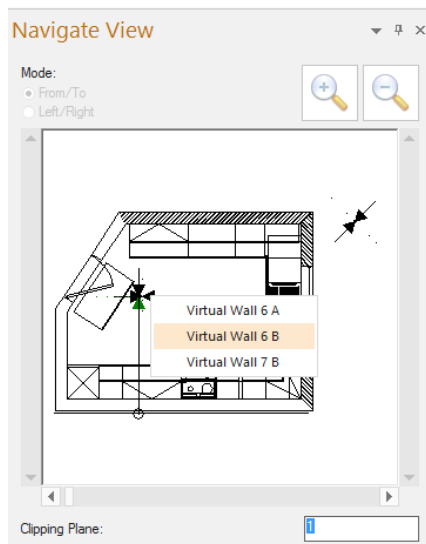 Navigate View
Mode:
From/To
Left/Right
Virtual Wall 6 A
Virtual Wall 6 B
Virtual Wall 7 B
Clipping Plane:
1